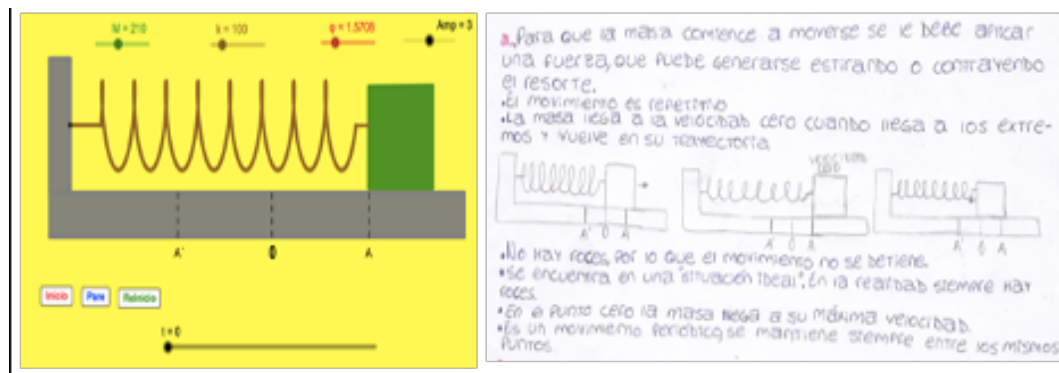 M = 210
k = 100
φ = 1.5708
Amp = 3
A'
0
A
Inicio
Pare
Reinicio
t = 0
a. Para que la masa comience a moverse se le debe aplicar
una fuerza, que puede generarse estirando o contrayendo
el resorte.
• El movimiento es repetitivo
• La masa llega a la velocidad cero cuando llega a los extre-
mos y vuelve en su trayectoria
velocidad
cero
A' 0 A
A' 0 A
A' 0 A
• No hay roces, por lo que el movimiento no se detiene.
• Se encuentra en una "situación ideal". En la realidad siempre hay
roces.
• En el punto cero la masa llega a su máxima velocidad.
• Es un movimiento periódico, se mantiene siempre entre los mismos
puntos.